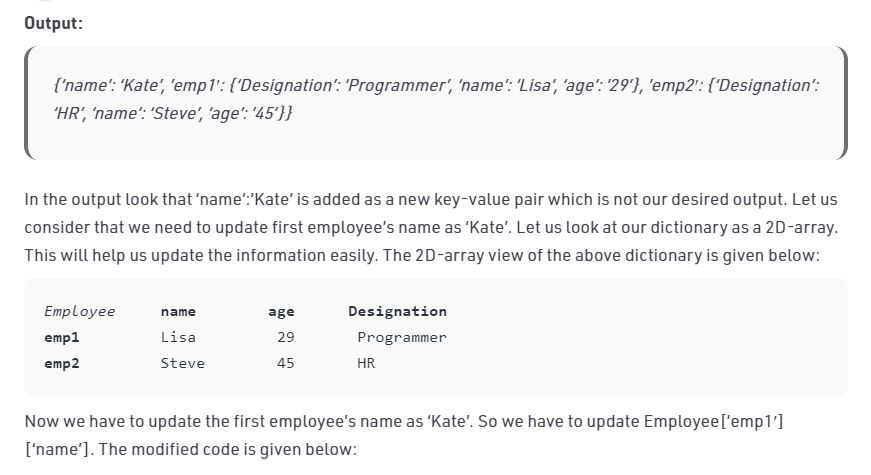 Output:
{‘name’: ‘Kate’, ’emp1′: {‘Designation’: ‘Programmer’, ‘name’: ‘Lisa’, ‘age’: ’29’}, ’emp2′: {‘Designation’:
‘HR’, ‘name’: ‘Steve’, ‘age’: ’45’}}
In the output look that ‘name’:’Kate’ is added as a new key-value pair which is not our desired output. Let us
consider that we need to update first employee’s name as ‘Kate’. Let us look at our dictionary as a 2D-array.
This will help us update the information easily. The 2D-array view of the above dictionary is given below:
Employee name age Designation
emp1 Lisa 29 Programmer
emp2 Steve 45 HR
Now we have to update the first employee’s name as ‘Kate’. So we have to update Employee[‘emp1′]
[‘name’]. The modified code is given below: